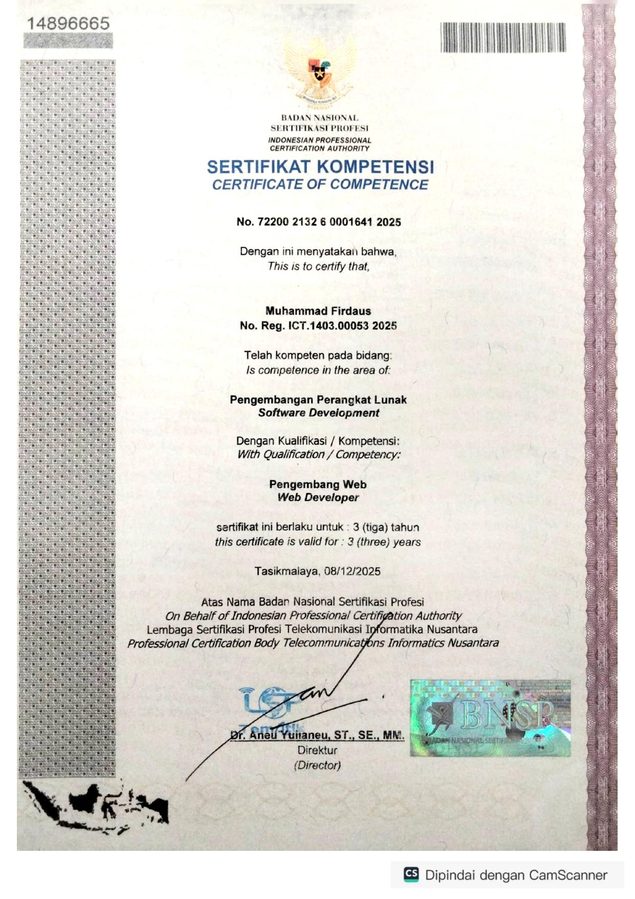 14896665
BADAN NASIONAL
SERTIFIKASI PROFESI
INDONESIAN PROFESSIONAL
CERTIFICATION AUTHORITY
SERTIFIKAT KOMPETENSI
CERTIFICATE OF COMPETENCE
No. 72200 2132 6 0001641 2025
Dengan ini menyatakan bahwa,
This is to certify that,
Muhammad Firdaus
No. Reg. ICT.1403.00053 2025
Telah kompeten pada bidang:
Is competence in the area of:
Pengembangan Perangkat Lunak
Software Development
Dengan Kualifikasi / Kompetensi:
With Qualification / Competency:
Pengembang Web
Web Developer
sertifikat ini berlaku untuk : 3 (tiga) tahun
this certificate is valid for : 3 (three) years
Tasikmalaya, 08/12/2025
Atas Nama Badan Nasional Sertifikasi Profesi
On Behalf of Indonesian Professional Certification Authority
Lembaga Sertifikasi Profesi Telekomunikasi Informatika Nusantara
Professional Certification Body Telecommunications Informatics Nusantara
BNSP
BADAN NASIONAL
Dr. Aneu Yulianeu, ST., SE., MM.
Direktur
(Director)
CS Dipindai dengan CamScanner